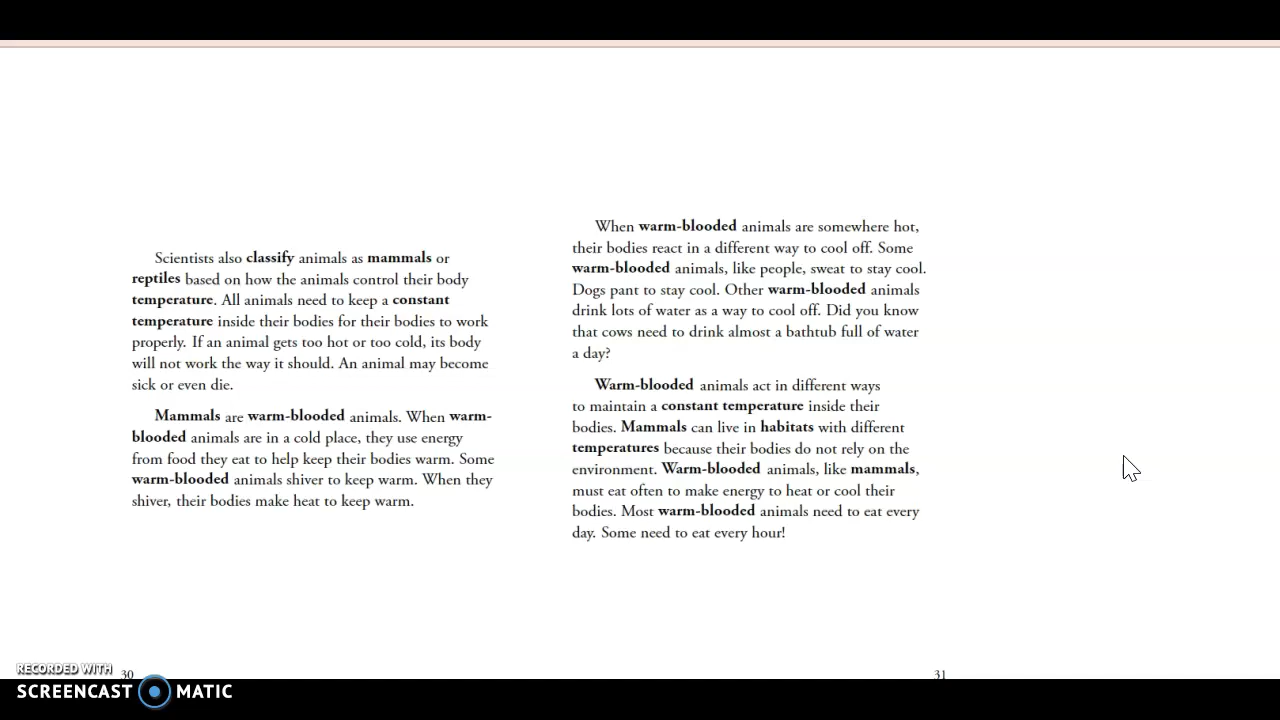 Scientists also classify animals as mammals or
reptiles based on how the animals control their body
temperature. All animals need to keep a constant
temperature inside their bodies for their bodies to work
properly. If an animal gets too hot or too cold, its body
will not work the way it should. An animal may become
sick or even die.
Mammals are warm-blooded animals. When warm-
blooded animals are in a cold place, they use energy
from food they eat to help keep their bodies warm. Some
warm-blooded animals shiver to keep warm. When they
shiver, their bodies make heat to keep warm.
30
When warm-blooded animals are somewhere hot,
their bodies react in a different way to cool off. Some
warm-blooded animals, like people, sweat to stay cool.
Dogs pant to stay cool. Other warm-blooded animals
drink lots of water as a way to cool off. Did you know
that cows need to drink almost a bathtub full of water
a day?
Warm-blooded animals act in different ways
to maintain a constant temperature inside their
bodies. Mammals can live in habitats with different
temperatures because their bodies do not rely on the
environment. Warm-blooded animals, like mammals,
must eat often to make energy to heat or cool their
bodies. Most warm-blooded animals need to eat every
day. Some need to eat every hour!
31
RECORDED WITH
SCREENCAST MATIC